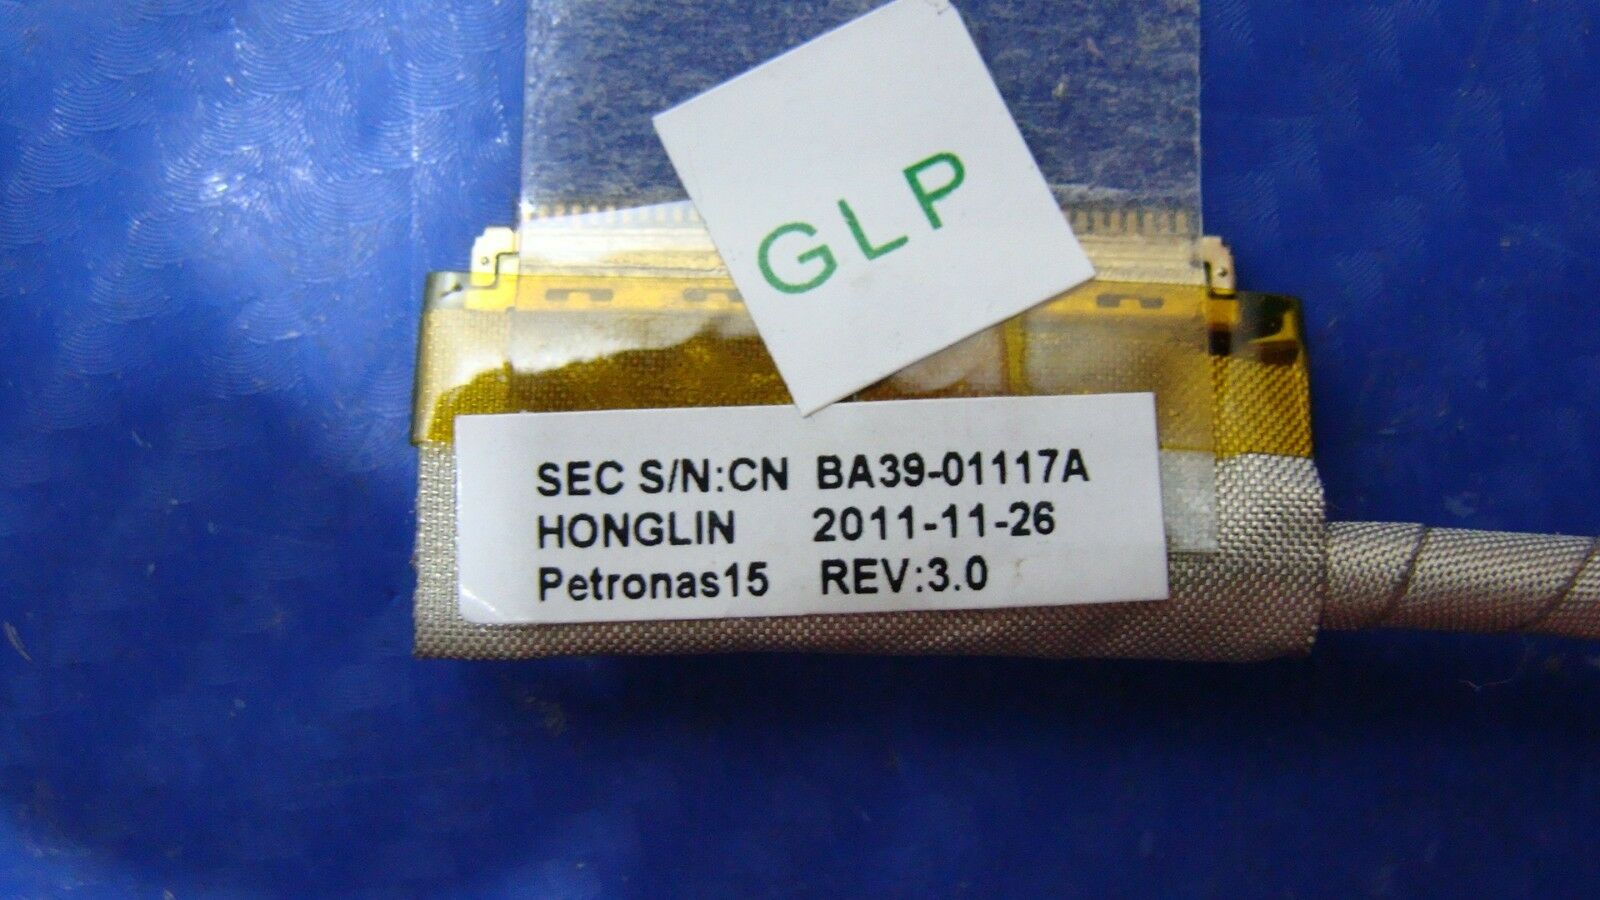 GLP
SEC S/N:CN BA39-01117A
HONGLIN 2011-11-26
Petronas15 REV:3.0